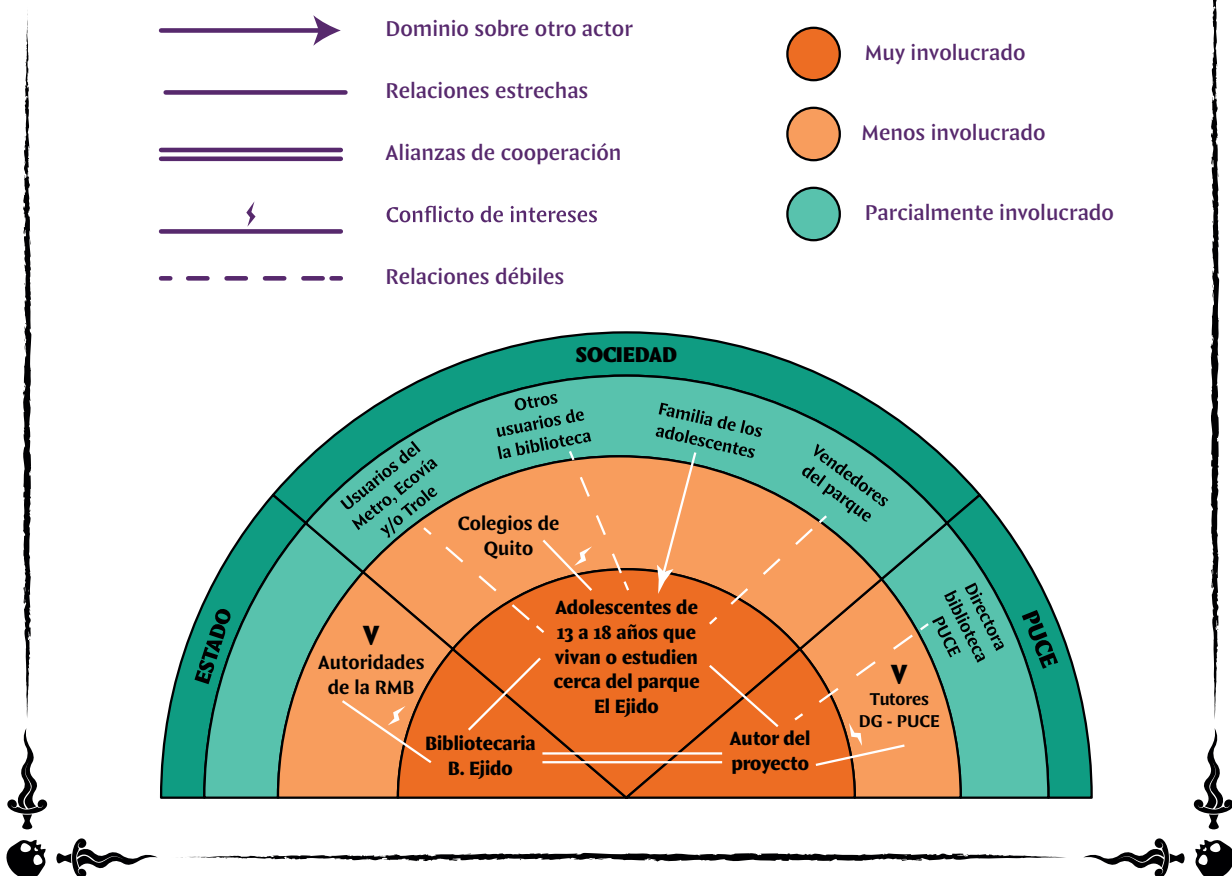 Dominio sobre otro actor
Relaciones estrechas
Alianzas de cooperación
Conflicto de intereses
Relaciones débiles
Muy involucrado
Menos involucrado
Parcialmente involucrado
SOCIEDAD
ESTADO
PUCE
Usuarios del
Metro, Ecovía
y/o Trole
Otros
usuarios de
la biblioteca
Familia de los
adolescentes
Vendedores
del parque
Directora
biblioteca
PUCE
Colegios de
Quito
V
Autoridades
de la RMB
V
Tutores
DG - PUCE
Adolescentes de
13 a 18 años que
vivan o estudien
cerca del parque
El Ejido
Bibliotecaria
B. Ejido
Autor del
proyecto